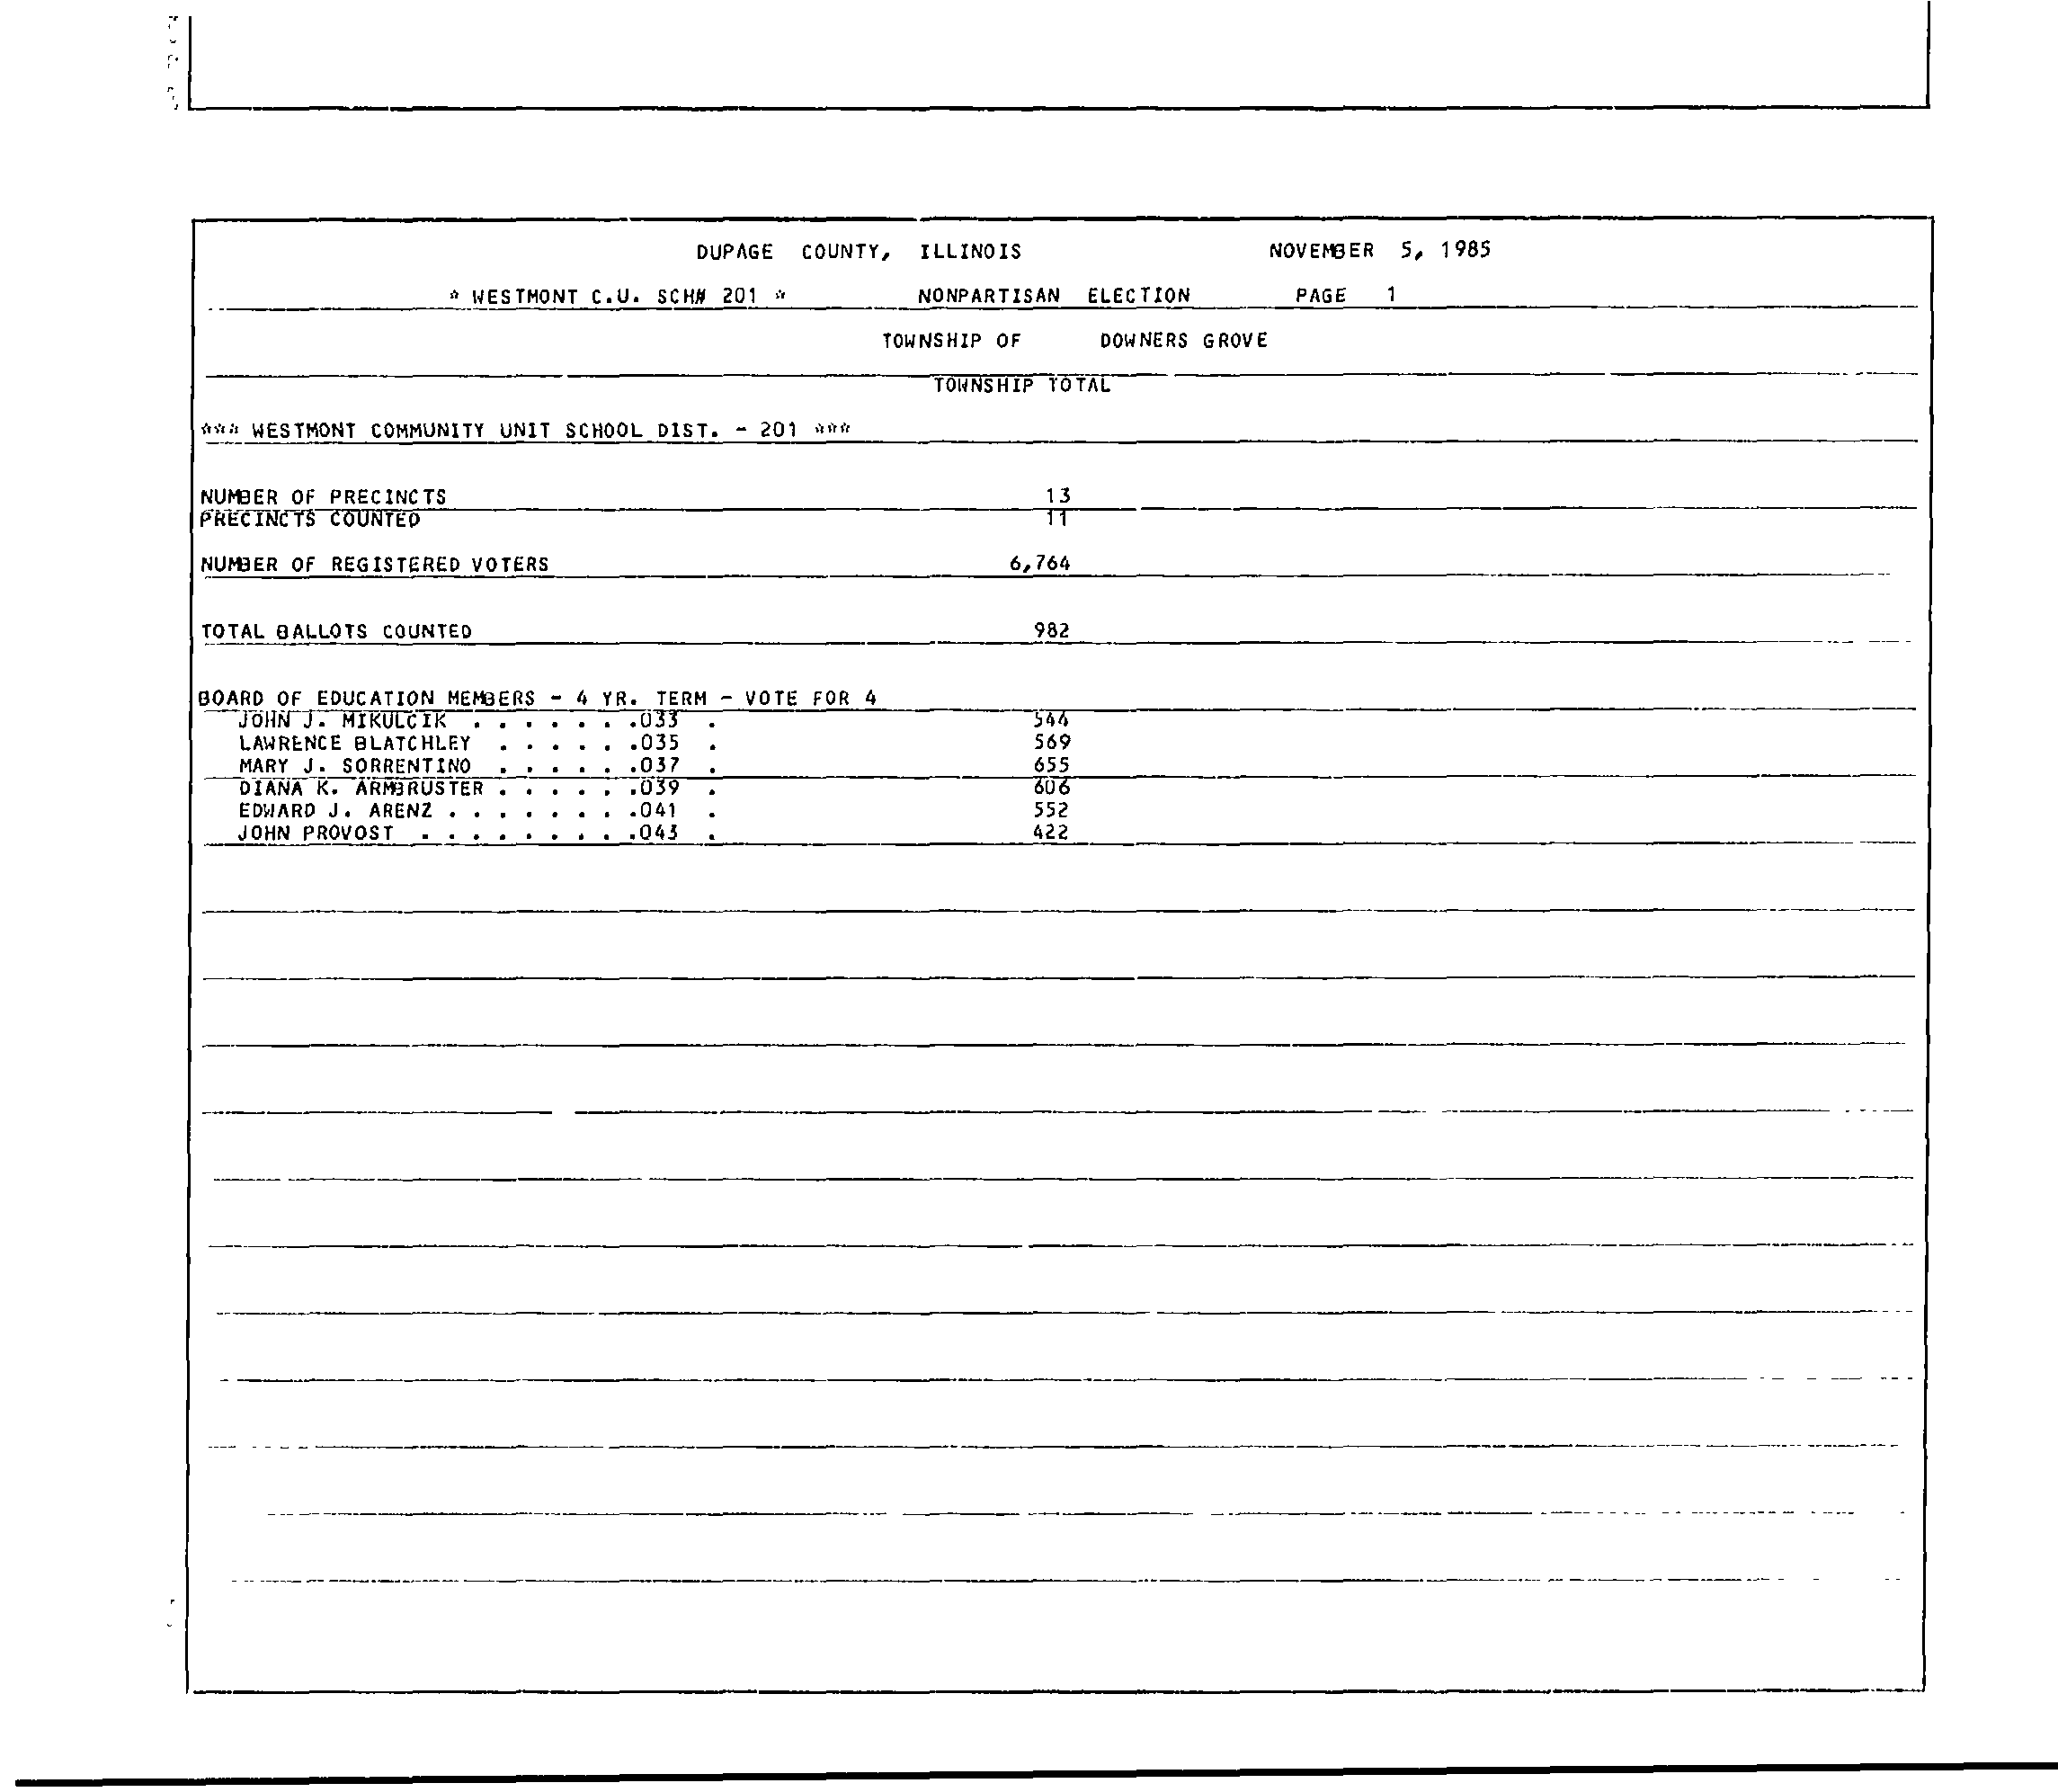 DUPAGE COUNTY, ILLINOIS NOVEMBER 5, 1985
* WESTMONT C.U. SCH# 201 * NONPARTISAN ELECTION PAGE 1
TOWNSHIP OF DOWNERS GROVE
TOWNSHIP TOTAL
*** WESTMONT COMMUNITY UNIT SCHOOL DIST. - 201 ***
NUMBER OF PRECINCTS 13
PRECINCTS COUNTED 11
NUMBER OF REGISTERED VOTERS 6,764
TOTAL BALLOTS COUNTED 982
BOARD OF EDUCATION MEMBERS - 4 YR. TERM - VOTE FOR 4
JOHN J. MIKULCIK . . . . . . .033 . 544
LAWRENCE BLATCHLEY . . . . . .035 . 569
MARY J. SORRENTINO . . . . . .037 . 655
DIANA K. ARMBRUSTER . . . . . .039 . 606
EDWARD J. ARENZ . . . . . . . .041 . 552
JOHN PROVOST . . . . . . . . .043 . 422